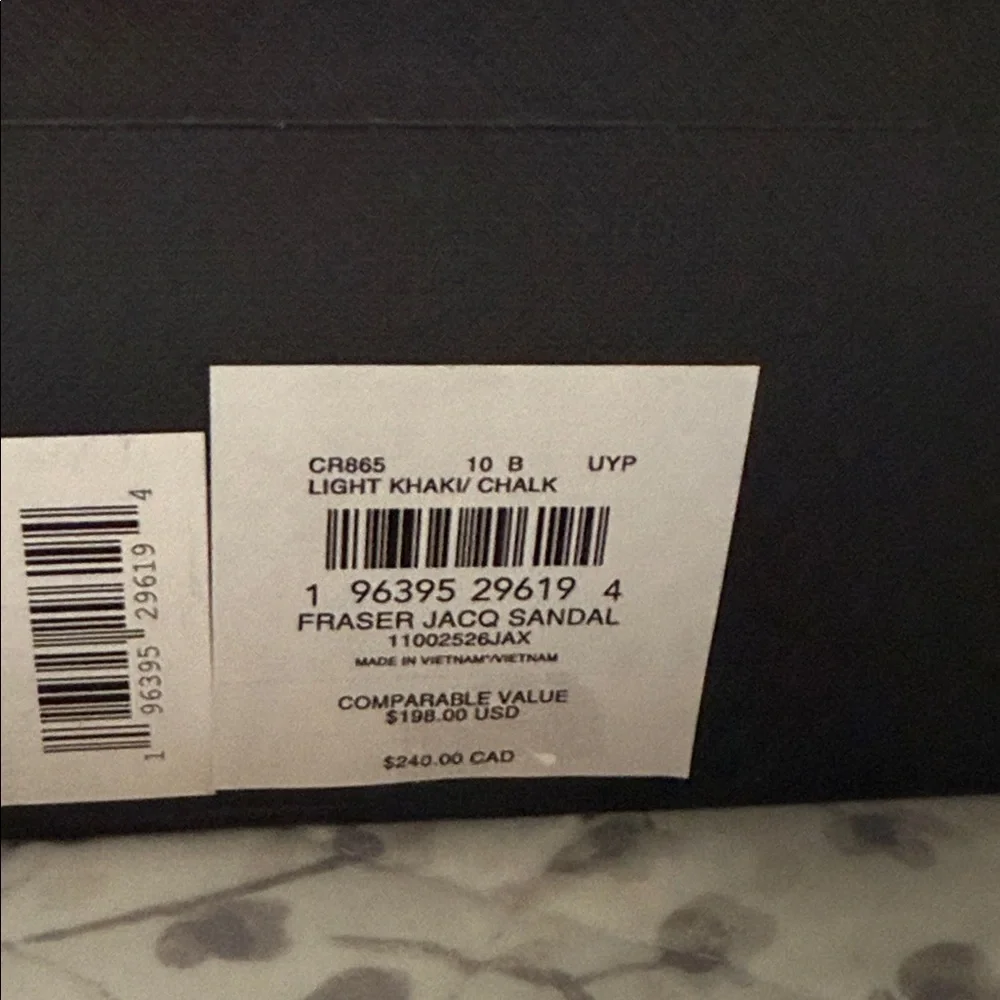 1 96395 29619 4
CR865 10 B UYP
LIGHT KHAKI/ CHALK
1 96395 29619 4
FRASER JACQ SANDAL
11002526JAX
MADE IN VIETNAM*/VIETNAM
COMPARABLE VALUE
$198.00 USD
$240.00 CAD